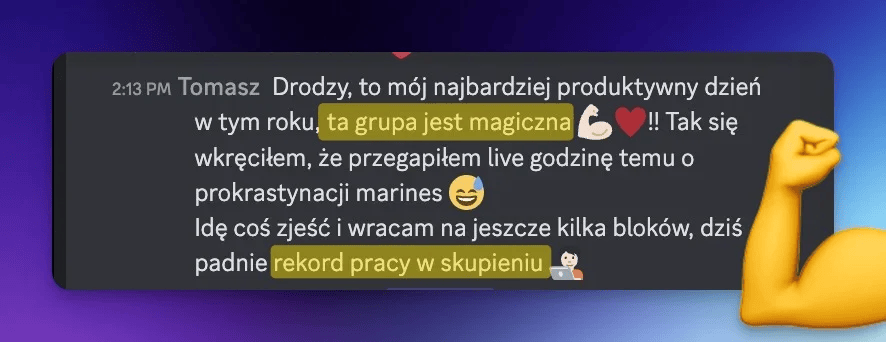 2:13 PM Tomasz Drodzy, to mój najbardziej produktywny dzień
w tym roku, ta grupa jest magiczna 💪🏻❤️!! Tak się
wkręciłem, że przegapiłem live godzinę temu o
prokrastynacji marines 😅
Idę coś zjeść i wracam na jeszcze kilka bloków, dziś
padnie rekord pracy w skupieniu 🧑🏻‍💻